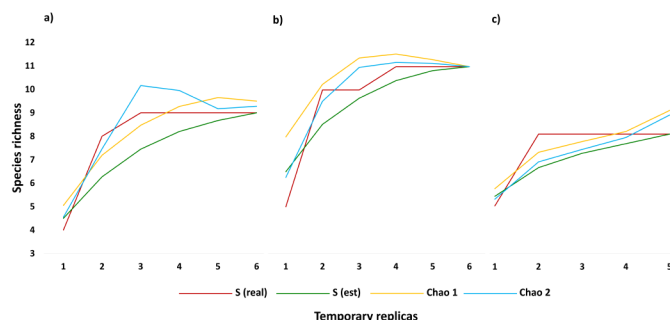 a) b) c)
12
11
10
9
8
7
6
5
4
3
Species richness
1 2 3 4 5 6 1 2 3 4 5 6 1 2 3 4 5
S (real) S (est) Chao 1 Chao 2
Temporary replicas